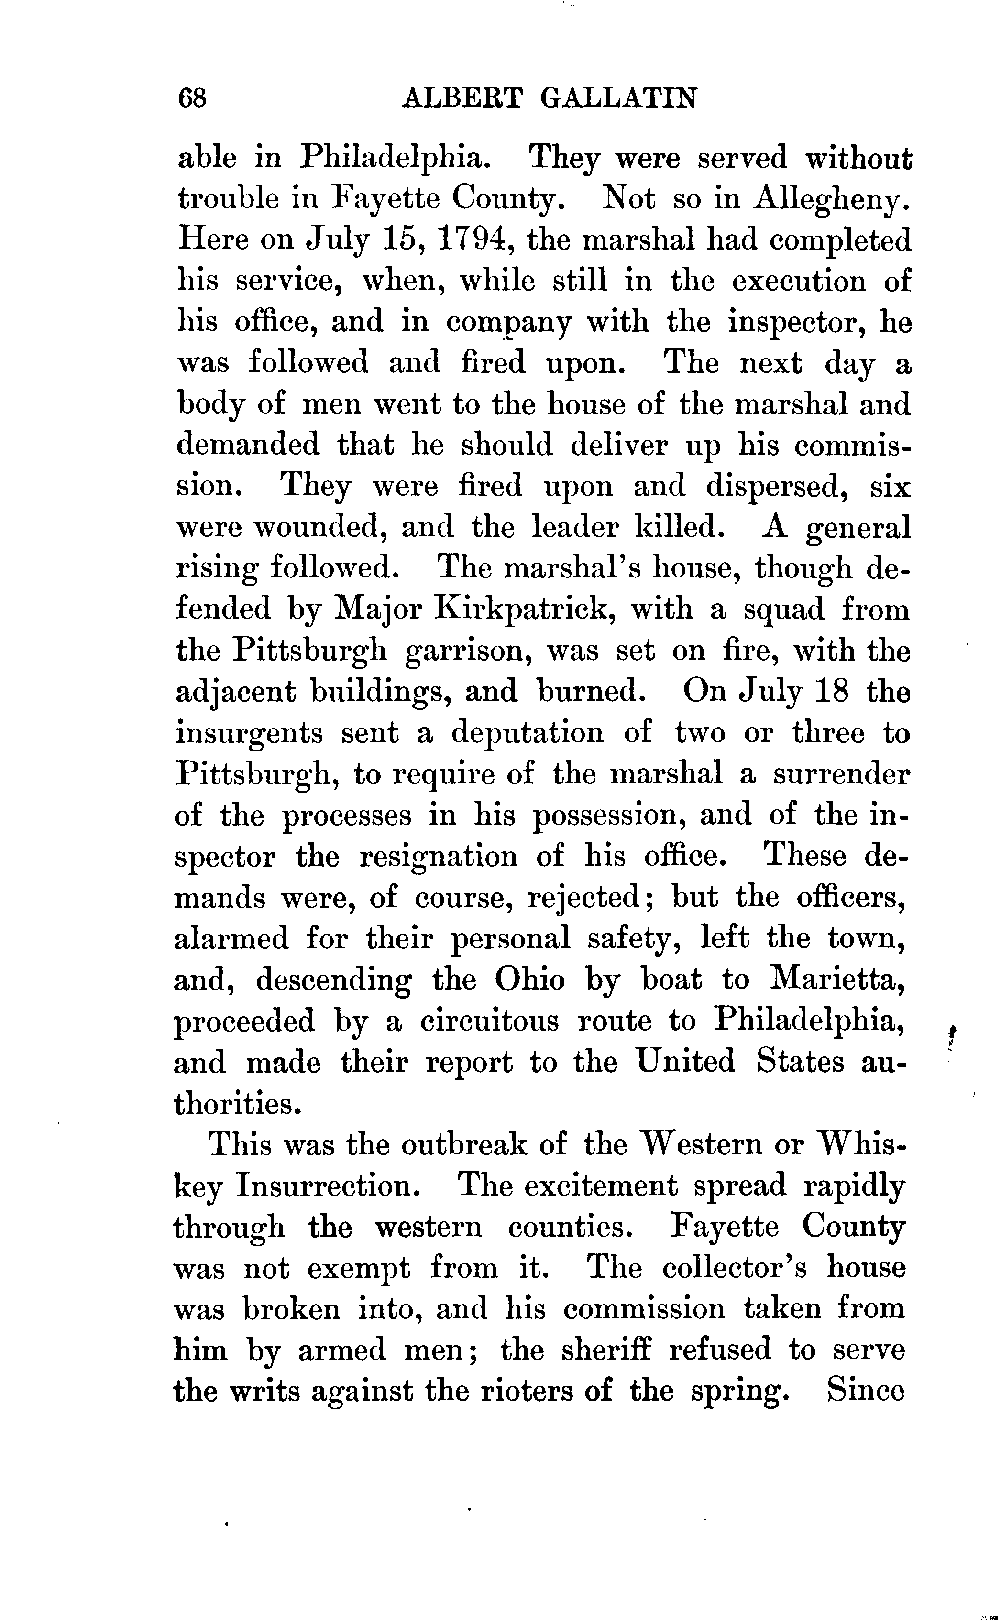 68 ALBERT GALLATIN
able in Philadelphia. They were served without
trouble in Fayette County. Not so in Allegheny.
Here on July 15, 1794, the marshal had completed
his service, when, while still in the execution of
his office, and in company with the inspector, he
was followed and fired upon. The next day a
body of men went to the house of the marshal and
demanded that he should deliver up his commis-
sion. They were fired upon and dispersed, six
were wounded, and the leader killed. A general
rising followed. The marshal's house, though de-
fended by Major Kirkpatrick, with a squad from
the Pittsburgh garrison, was set on fire, with the
adjacent buildings, and burned. On July 18 the
insurgents sent a deputation of two or three to
Pittsburgh, to require of the marshal a surrender
of the processes in his possession, and of the in-
spector the resignation of his office. These de-
mands were, of course, rejected; but the officers,
alarmed for their personal safety, left the town,
and, descending the Ohio by boat to Marietta,
proceeded by a circuitous route to Philadelphia,
and made their report to the United States au-
thorities.
This was the outbreak of the Western or Whis-
key Insurrection. The excitement spread rapidly
through the western counties. Fayette County
was not exempt from it. The collector's house
was broken into, and his commission taken from
him by armed men; the sheriff refused to serve
the writs against the rioters of the spring. Since